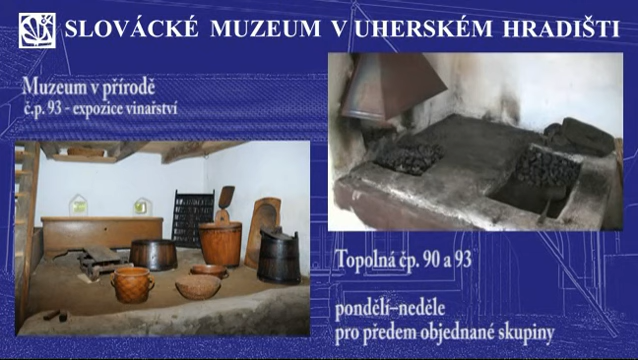 SLOVÁCKÉ MUZEUM V UHERSKÉM HRADIŠTI
Muzeum v přírodě
č.p. 93 - expozice vinařství
Topolná čp. 90 a 93
pondělí–neděle
pro předem objednané skupiny